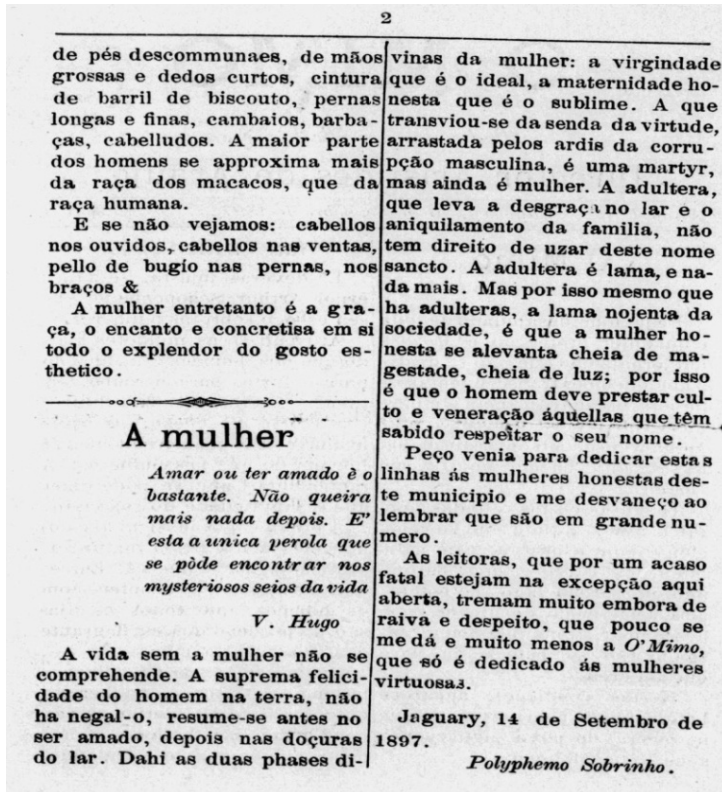 2
de pés descommunaes, de mãos
grossas e dedos curtos, cintura
de barril de biscouto, pernas
longas e finas, cambaios, barba-
ças, cabelludos. A maior parte
dos homens se approxima mais
da raça dos macacos, que da
raça humana.
E se não vejamos: cabellos
nos ouvidos, cabellos nas ventas,
pello de bugio nas pernas, nos
braços &
A mulher entretanto é a gra-
ça, o encanto e concretisa em si
todo o explendor do gosto es-
thetico.
A mulher
Amar ou ter amado è o
bastante. Não queira
mais nada depois. E'
esta a unica perola que
se pòde encontrar nos
mysteriosos seios da vida
V. Hugo
A vida sem a mulher não se
comprehende. A suprema felici-
dade do homem na terra, não
ha negal-o, resume-se antes no
ser amado, depois nas doçuras
do lar. Dahi as duas phases di-
vinas da mulher: a virgindade
que é o ideal, a maternidade ho-
nesta que é o sublime. A que
transviou-se da senda da virtude,
arrastada pelos ardis da corru-
pção masculina, é uma martyr,
mas ainda é mulher. A adultera,
que leva a desgraça no lar e o
aniquilamento da familia, não
tem direito de uzar deste nome
sancto. A adultera é lama, e na-
da mais. Mas por isso mesmo que
ha adulteras, a lama nojenta da
sociedade, é que a mulher ho-
nesta se alevanta cheia de ma-
gestade, cheia de luz; por isso
é que o homem deve prestar cul-
to e veneração áquellas que têm
sabido respeitar o seu nome.
Peço venia para dedicar estas
linhas ás mulheres honestas des-
te municipio e me desvaneço ao
lembrar que são em grande nu-
mero.
As leitoras, que por um acaso
fatal estejam na excepção aqui
aberta, tremam muito embora de
raiva e despeito, que pouco se
me dá e muito menos a O'Mimo,
que só é dedicado ás mulheres
virtuosas.
Jaguary, 14 de Setembro de
1897.
Polyphemo Sobrinho.